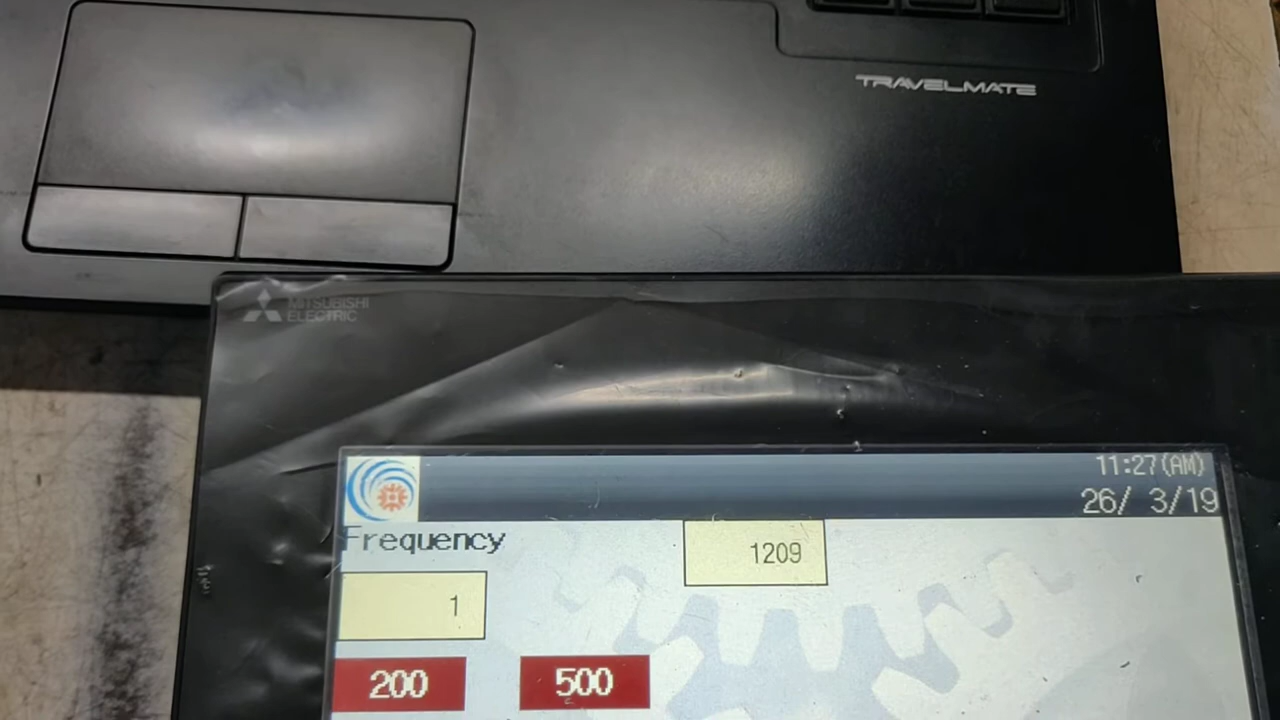 TRAVELMATE
MITSUBISHI
ELECTRIC
11:27(AM)
26/ 3/19
Frequency
1209
1
200
500